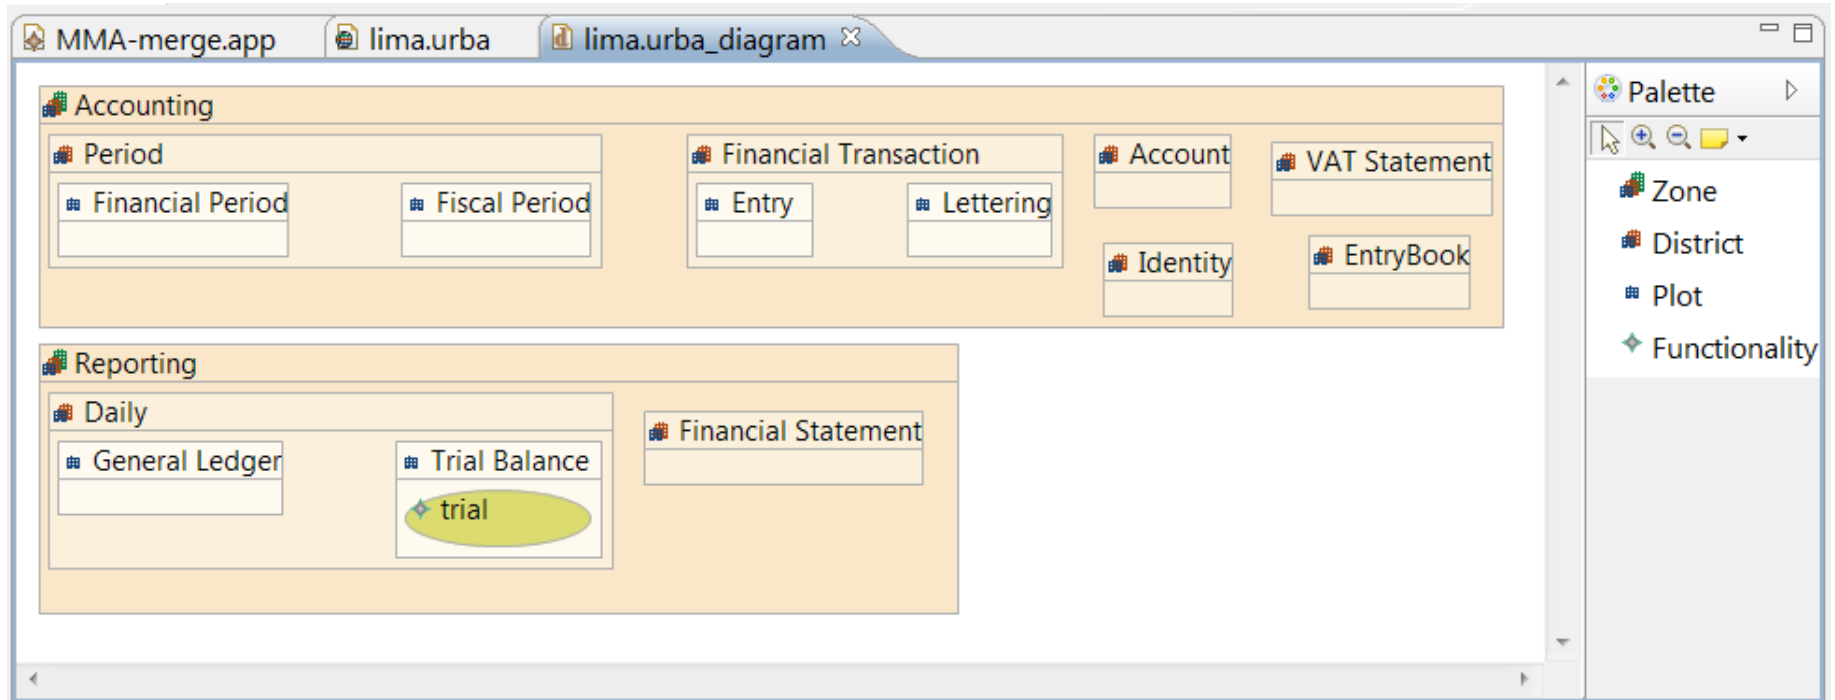 MMA-merge.app lima.urba lima.urba_diagram
Palette
Accounting
Period Financial Transaction Account VAT Statement
Financial Period Fiscal Period Entry Lettering
Identity EntryBook
Zone
District
Plot
Functionality
Reporting
Daily Financial Statement
General Ledger Trial Balance
trial